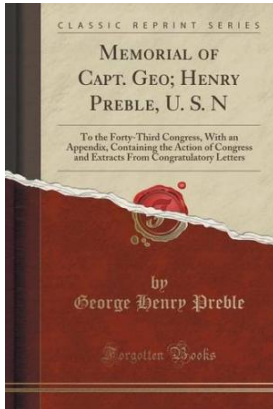 CLASSIC REPRINT SERIES
MEMORIAL OF
CAPT. GEO; HENRY
PREBLE, U. S. N
To the Forty-Third Congress, With an
Appendix, Containing the Action of Congress
and Extracts From Congratulatory Letters
by
George Henry Preble
Forgotten Books